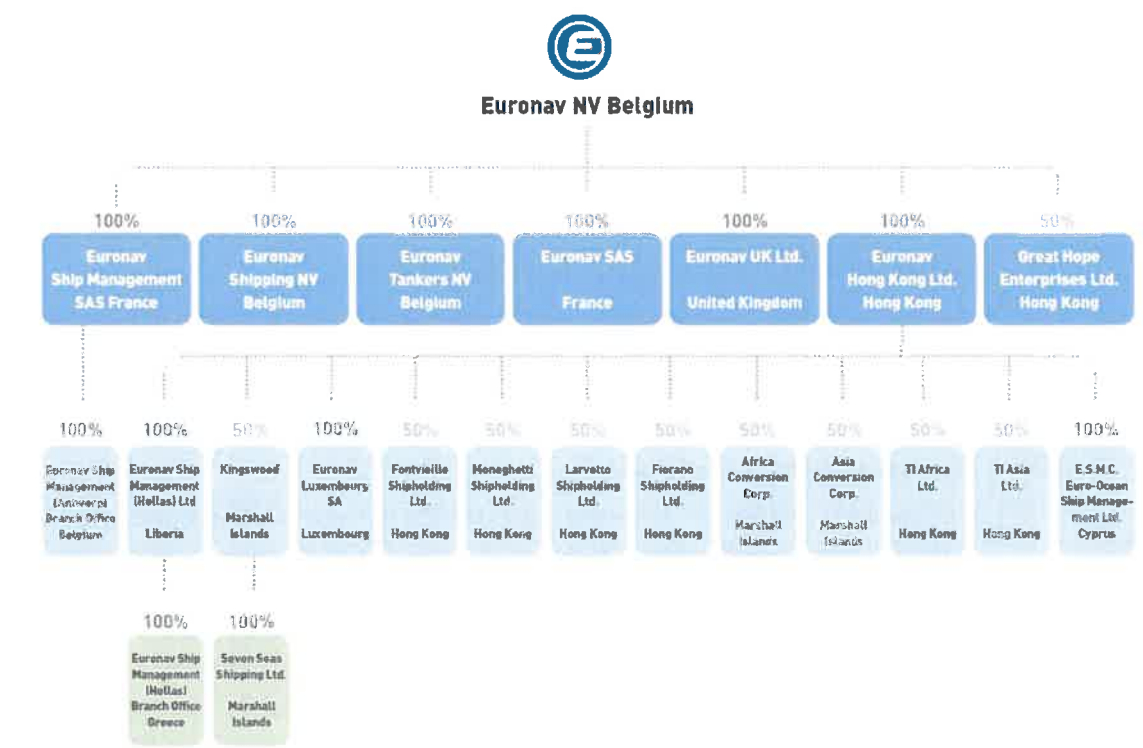 E
Euronav NV Belgium
100%
100%
100%
100%
100%
100%
50%
Euronav
Ship Management
SAS France
Euronav
Shipping NV
Belgium
Euronav
Tankers NV
Belgium
Euronav SAS
France
Euronav UK Ltd.
United Kingdom
Euronav
Hong Kong Ltd.
Hong Kong
Great Hope
Enterprises Ltd.
Hong Kong
100%
100%
50%
100%
50%
50%
50%
50%
50%
50%
50%
50%
100%
Euronav Ship
Management
(Antwerp)
Branch Office
Belgium
Euronav Ship
Management
(Hellas) Ltd
Liberia
Kingswood
Marshall
Islands
Euronav
Luxembourg
SA
Luxembourg
Fontvieille
Shipholding
Ltd.
Hong Kong
Moneghetti
Shipholding
Ltd.
Hong Kong
Larvotto
Shipholding
Ltd.
Hong Kong
Fiorano
Shipholding
Ltd.
Hong Kong
Africa
Conversion
Corp.
Marshall
Islands
Asia
Conversion
Corp.
Marshall
Islands
TI Africa
Ltd.
Hong Kong
TI Asia
Ltd.
Hong Kong
E.S.M.C.
Euro-Ocean
Ship Manage-
ment Ltd.
Cyprus
100%
100%
Euronav Ship
Management
(Hellas)
Branch Office
Greece
Seven Seas
Shipping Ltd.
Marshall
Islands